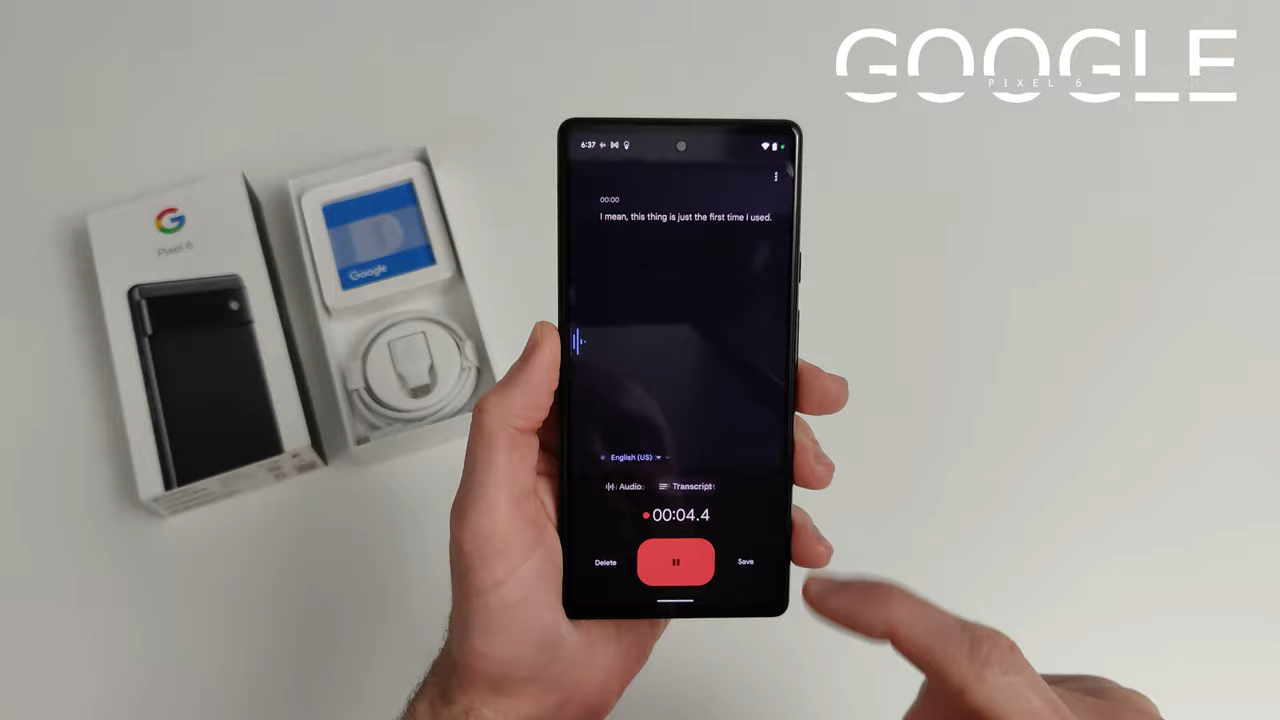 GOOGLE
PIXEL 6
6:37
00:00
I mean, this thing is just the first time I used.
English (US)
Audio
Transcript
00:04.4
Delete
Save
G
Pixel 6
Google